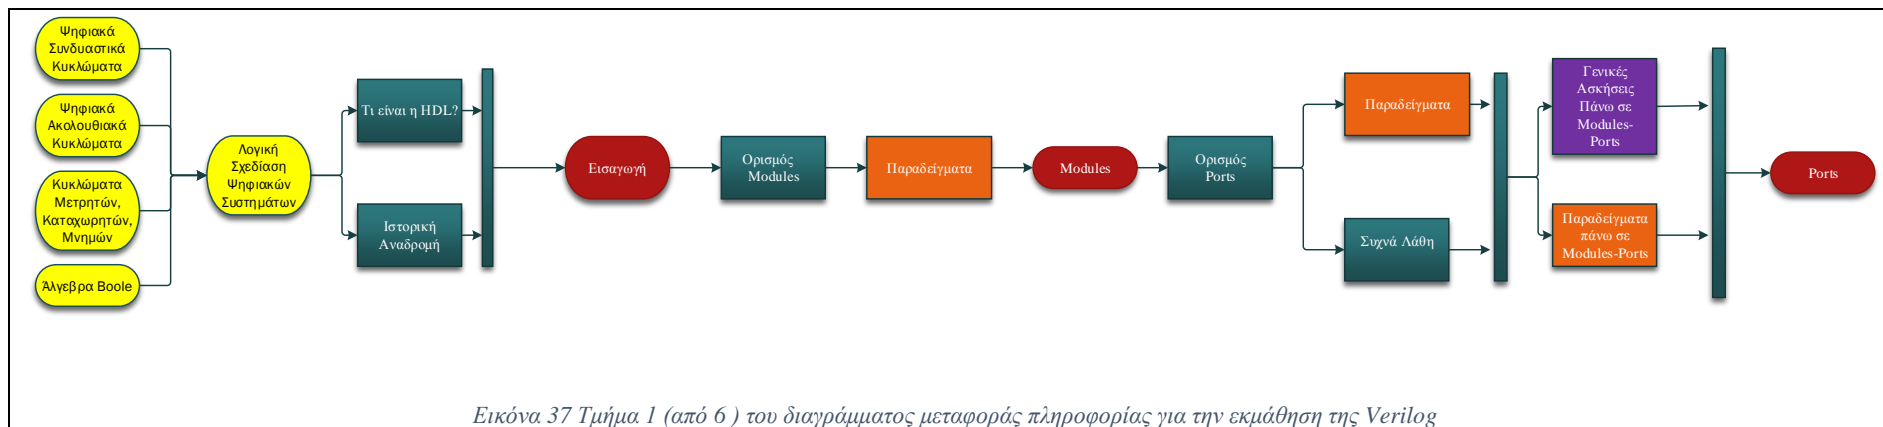 Ψηφιακά
Συνδυαστικά
Κυκλώματα
Ψηφιακά
Ακολουθιακά
Κυκλώματα
Κυκλώματα
Μετρητών,
Καταχωρητών,
Μνημών
Άλγεβρα Boole
Λογική
Σχεδίαση
Ψηφιακών
Συστημάτων
Τι είναι η HDL?
Ιστορική
Αναδρομή
Εισαγωγή
Ορισμός
Modules
Παραδείγματα
Modules
Ορισμός
Ports
Παραδείγματα
Συχνά Λάθη
Γενικές
Ασκήσεις
Πάνω σε
Modules-
Ports
Παραδείγματα
πάνω σε
Modules-Ports
Ports
Εικόνα 37 Τμήμα 1 (από 6 ) του διαγράμματος μεταφοράς πληροφορίας για την εκμάθηση της Verilog